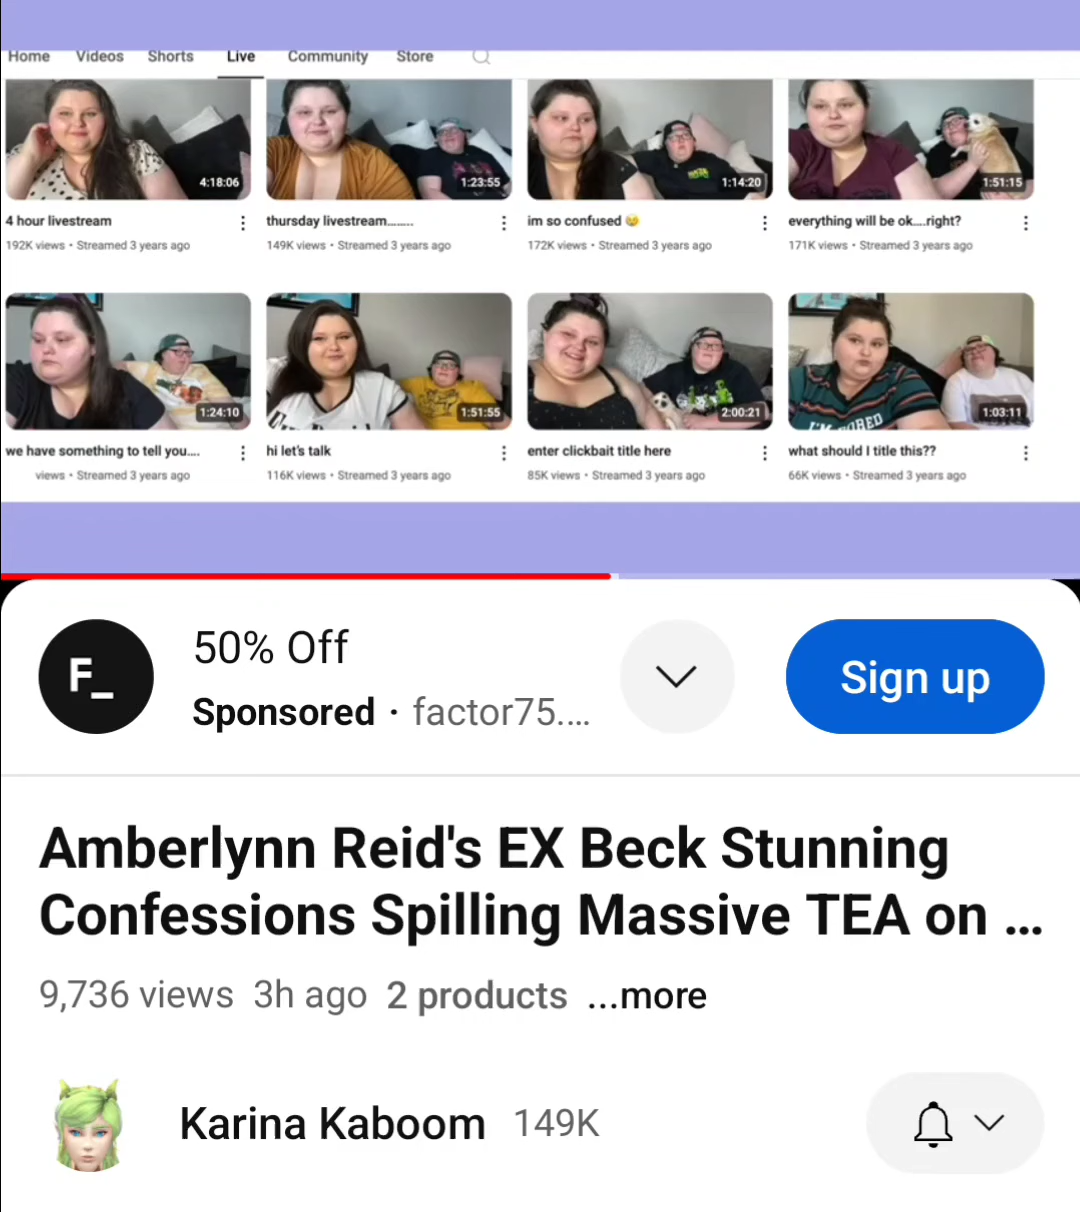 Home Videos Shorts Live Community Store
4:18:06 1:23:55 1:14:20 1:51:15
4 hour livestream thursday livestream........ im so confused 😂 everything will be ok....right?
192K views • Streamed 3 years ago 149K views • Streamed 3 years ago 172K views • Streamed 3 years ago 171K views • Streamed 3 years ago
I'M BORED
1:24:10 1:51:55 2:00:21 1:03:11
we have something to tell you.... hi let's talk enter clickbait title here what should I title this??
views • Streamed 3 years ago 116K views • Streamed 3 years ago 85K views • Streamed 3 years ago 66K views • Streamed 3 years ago
F_
50% Off
Sponsored · factor75....
Sign up
Amberlynn Reid's EX Beck Stunning
Confessions Spilling Massive TEA on ...
9,736 views 3h ago 2 products ...more
Karina Kaboom 149K